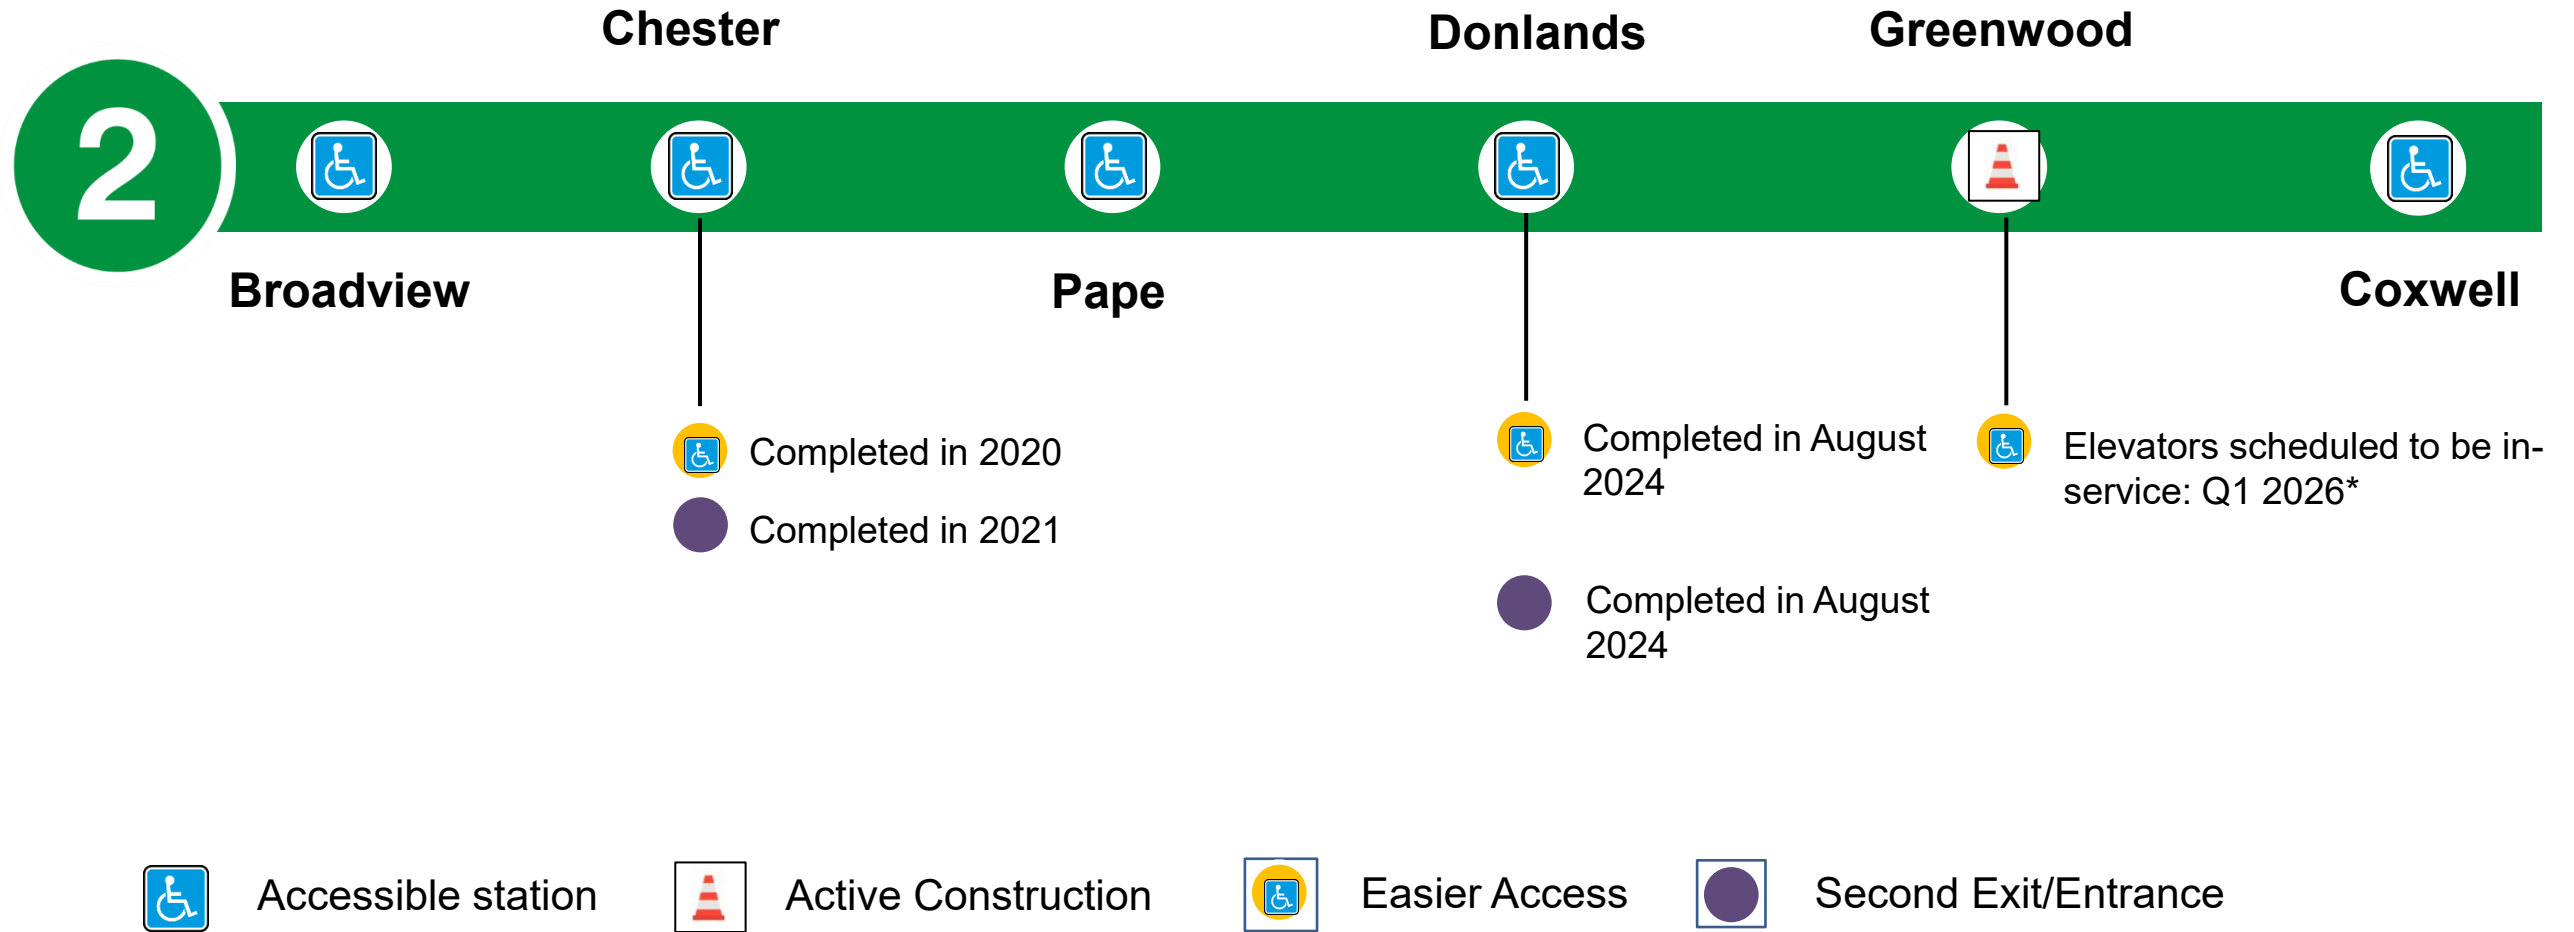 Chester
Donlands
Greenwood
2
Broadview
Pape
Coxwell
Completed in 2020
Completed in 2021
Completed in August
2024
Completed in August
2024
Elevators scheduled to be in-
service: Q1 2026*
Accessible station
Active Construction
Easier Access
Second Exit/Entrance